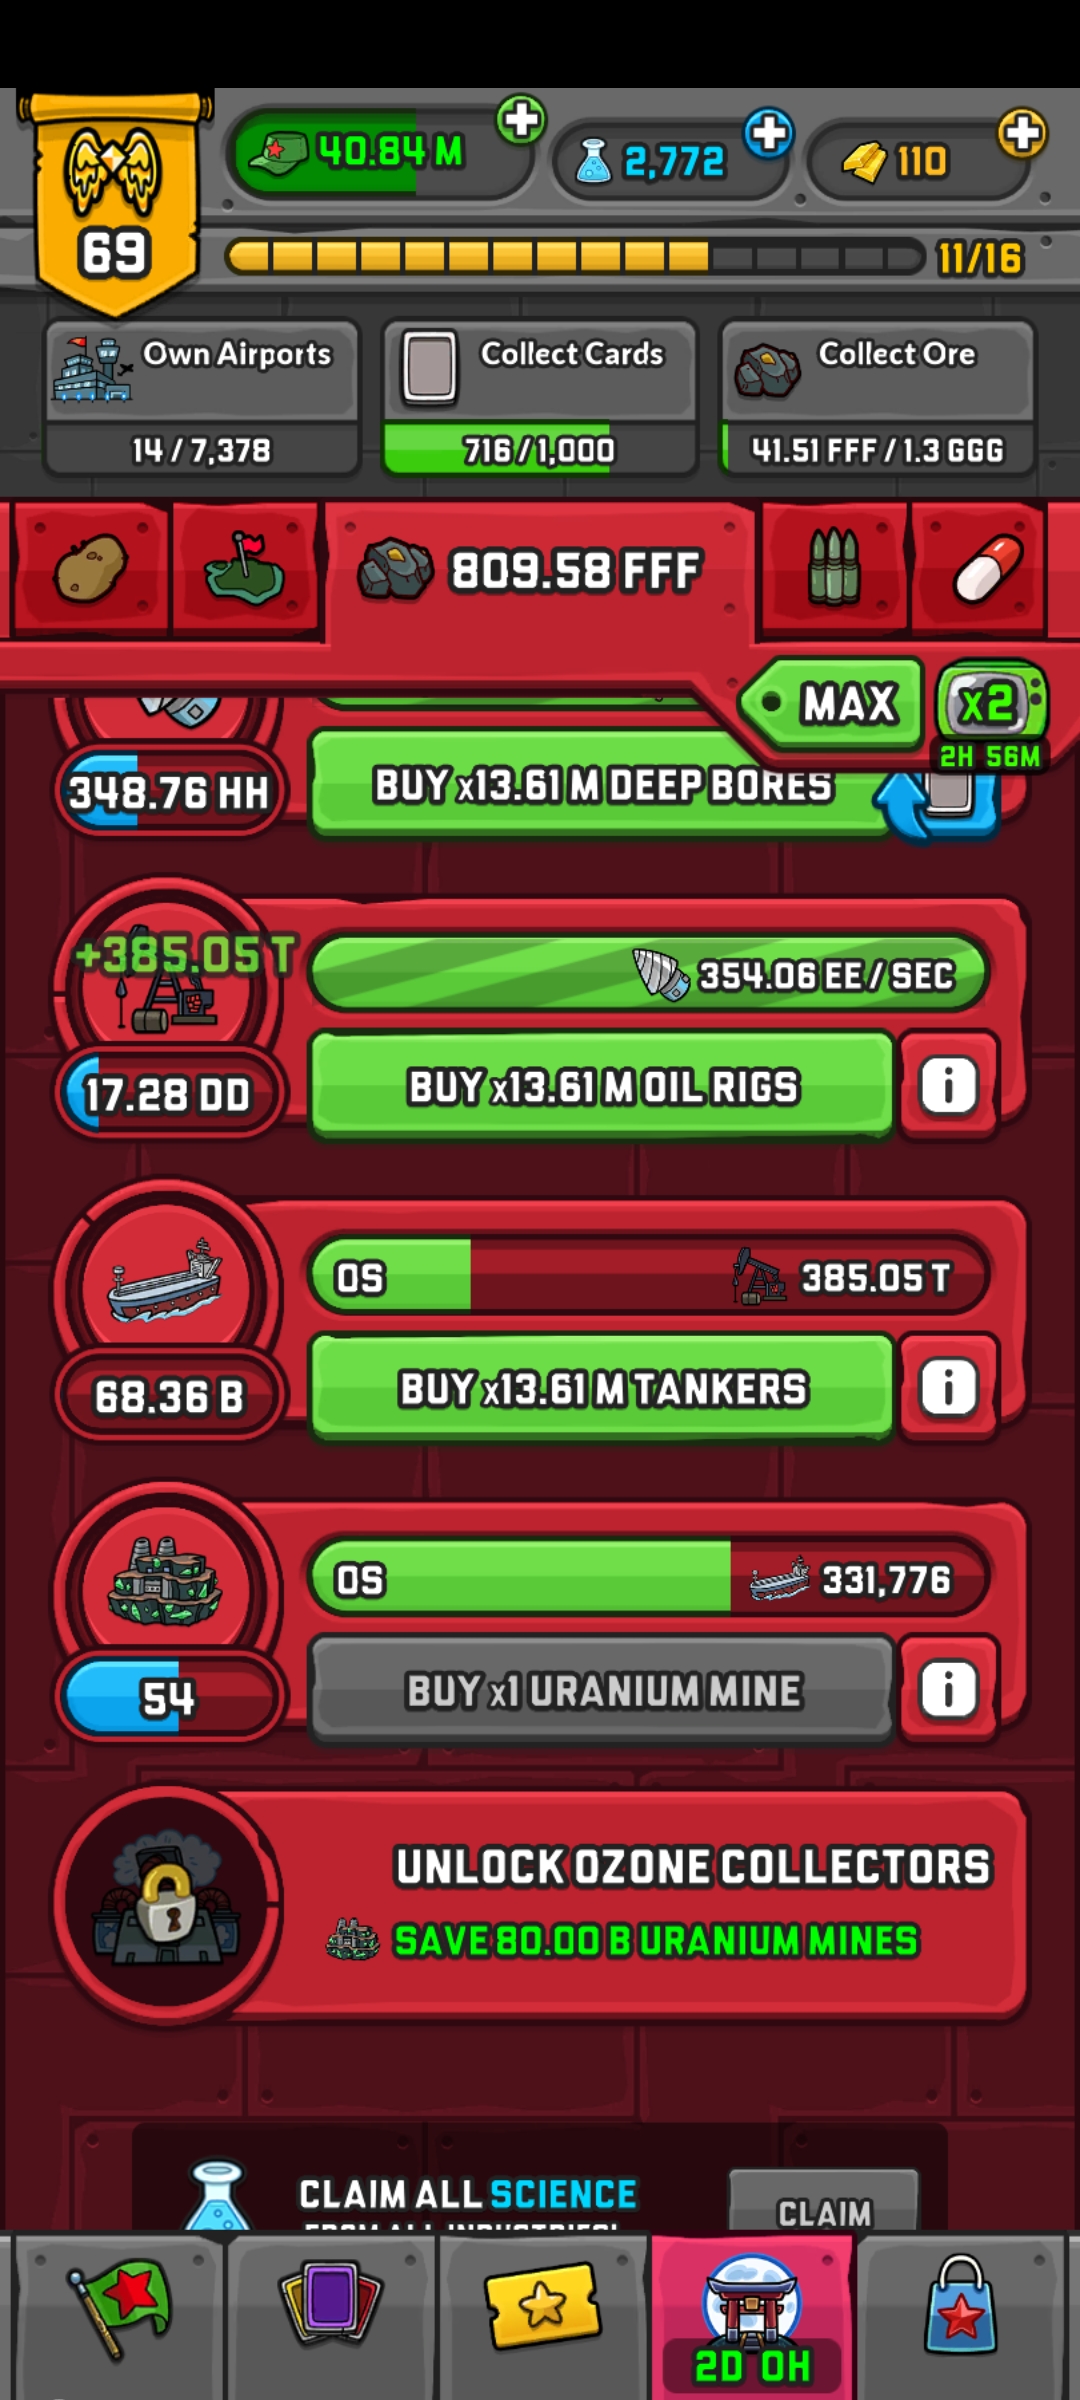 69
40.84 M
2,772
110
11/16
Own Airports
14 / 7,378
Collect Cards
716 / 1,000
Collect Ore
41.51 FFF / 1.3 GGG
809.58 FFF
MAX
x2
2H 56M
348.76 HH
BUY x13.61 M DEEP BORES
+385.05 T
354.06 EE / SEC
17.28 DD
BUY x13.61 M OIL RIGS
i
0S
385.05 T
68.36 B
BUY x13.61 M TANKERS
i
0S
331,776
54
BUY x1 URANIUM MINE
i
UNLOCK OZONE COLLECTORS
SAVE 80.00 B URANIUM MINES
CLAIM ALL SCIENCE
FROM ALL INDUSTRIES!
CLAIM
2D 0H